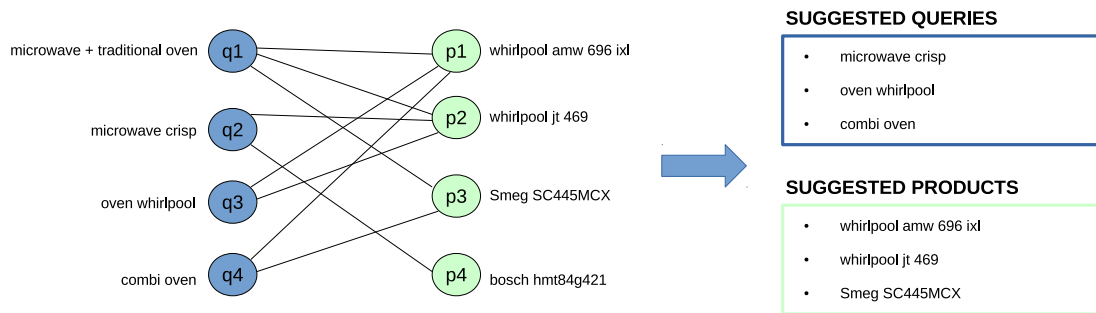 microwave + traditional oven
q1
p1
whirlpool amw 696 ixl
microwave crisp
q2
p2
whirlpool jt 469
oven whirlpool
q3
p3
Smeg SC445MCX
combi oven
q4
p4
bosch hmt84g421
SUGGESTED QUERIES
• microwave crisp
• oven whirlpool
• combi oven
SUGGESTED PRODUCTS
• whirlpool amw 696 ixl
• whirlpool jt 469
• Smeg SC445MCX